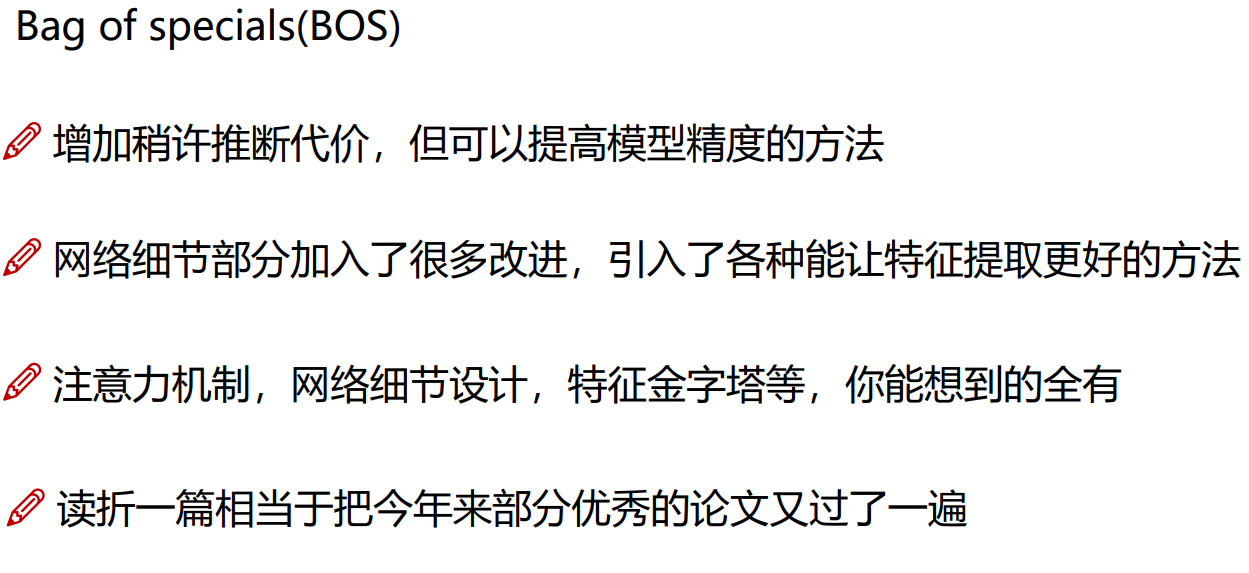 Bag of specials(BOS)
增加稍许推断代价，但可以提高模型精度的方法
网络细节部分加入了很多改进，引入了各种能让特征提取更好的方法
注意力机制，网络细节设计，特征金字塔等，你能想到的全有
读折一篇相当于把今年来部分优秀的论文又过了一遍